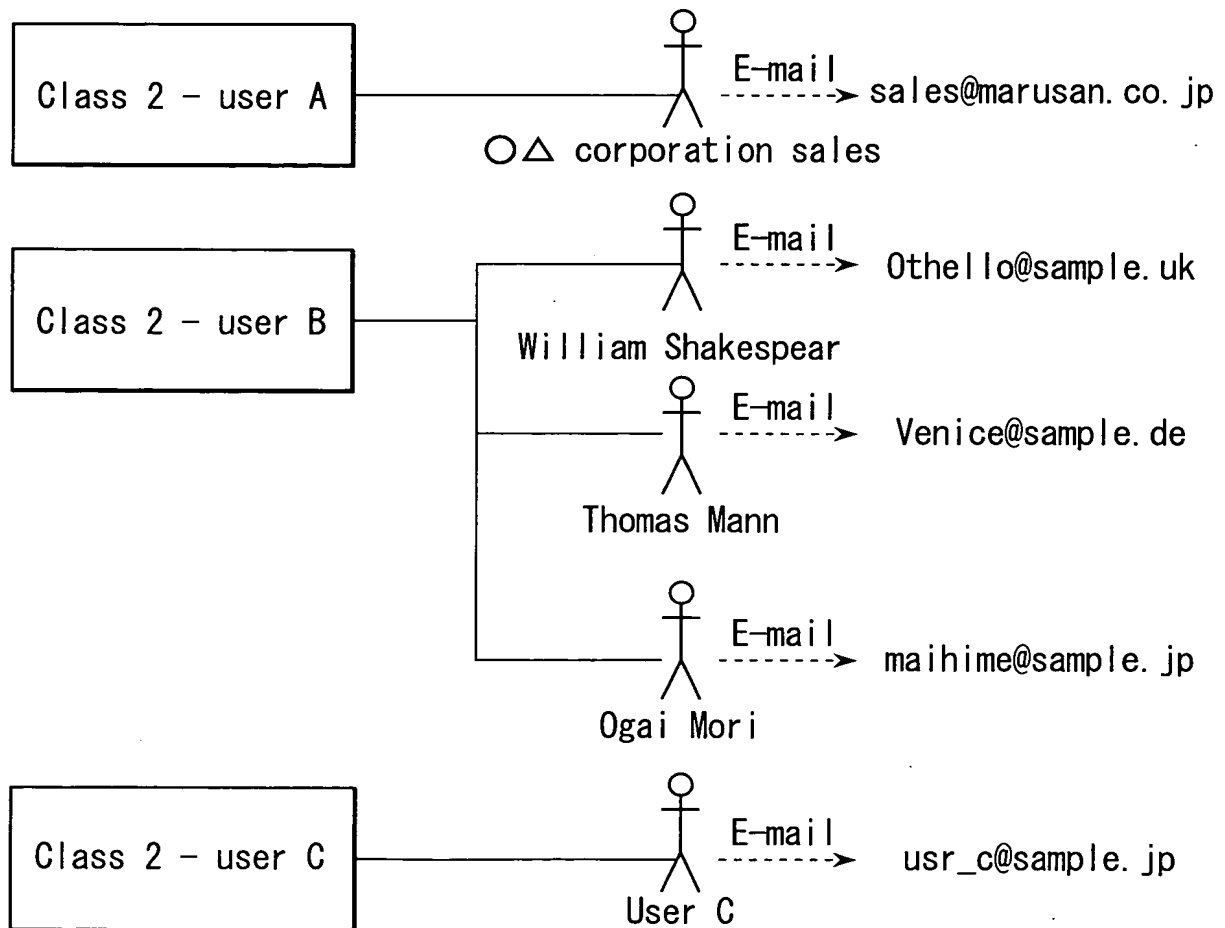 Class 2 - user A
E-mail
sales@marusan.co.jp
○△ corporation sales
Class 2 - user B
E-mail
Othello@sample.uk
William Shakespear
E-mail
Venice@sample.de
Thomas Mann
E-mail
maihime@sample.jp
Ogai Mori
Class 2 - user C
E-mail
usr_c@sample.jp
User C